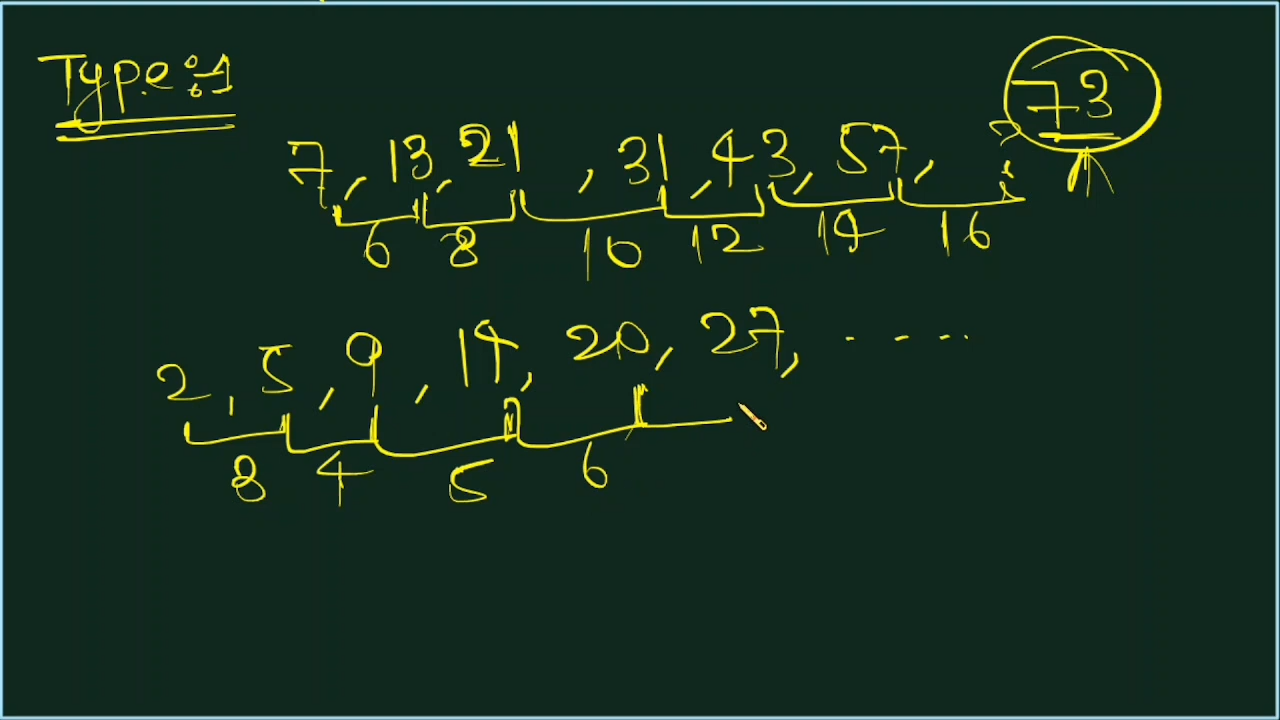 Type:-1
73
7, 13, 21, 31, 43, 57, ?
6 8 10 12 14 16
2, 5, 9, 14, 20, 27, .....
3 4 5 6